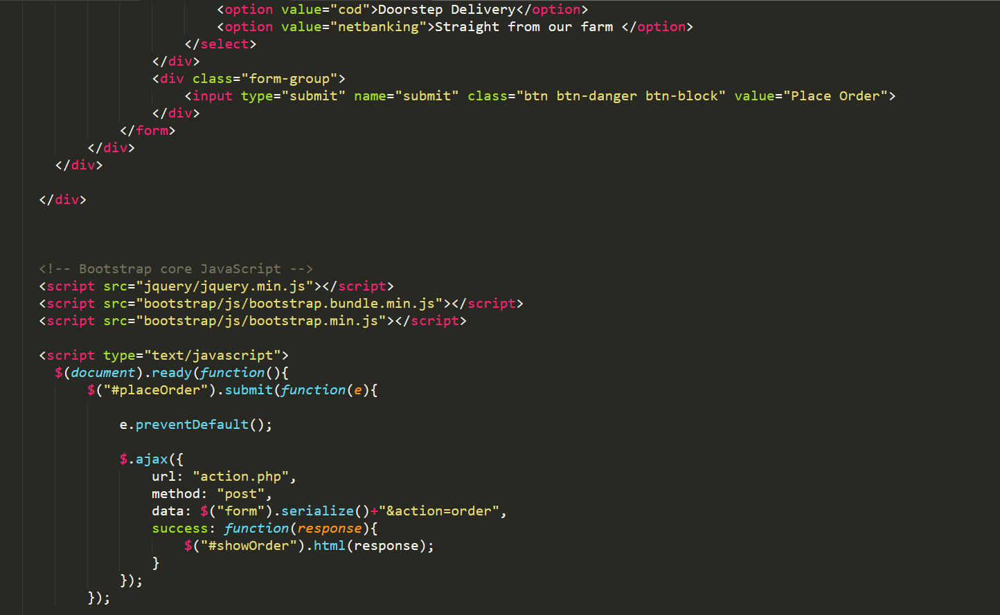 <option value="cod">Doorstep Delivery</option>
<option value="netbanking">Straight from our farm </option>
</select>
</div>
<div class="form-group">
<input type="submit" name="submit" class="btn btn-danger btn-block" value="Place Order">
</div>
</form>
</div>
</div>
</div>
<!-- Bootstrap core JavaScript -->
<script src="jquery/jquery.min.js"></script>
<script src="bootstrap/js/bootstrap.bundle.min.js"></script>
<script src="bootstrap/js/bootstrap.min.js"></script>
<script type="text/javascript">
$(document).ready(function(){
$("#placeOrder").submit(function(e){
e.preventDefault();
$.ajax({
url: "action.php",
method: "post",
data: $("form").serialize()+"&action=order",
success: function(response){
$("#showOrder").html(response);
}
});
});